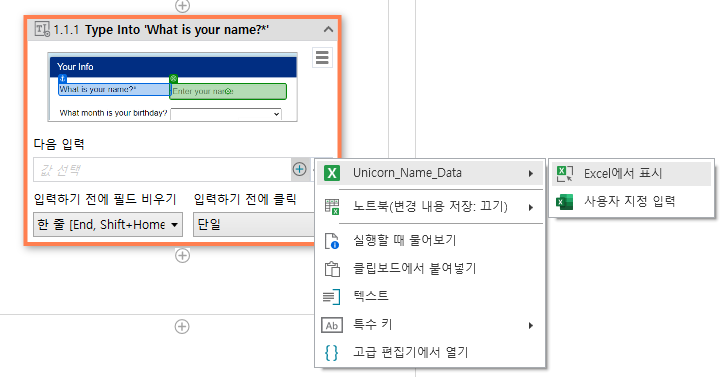 1.1.1 Type Into 'What is your name?*'
Your Info
What is your name?*
Enter your name
What month is your birthday?
다음 입력
값 선택
입력하기 전에 필드 비우기
입력하기 전에 클릭
한 줄 [End, Shift+Home
단일
Unicorn_Name_Data
노트북(변경 내용 저장: 끄기)
실행할 때 물어보기
클립보드에서 붙여넣기
텍스트
Ab 특수 키
고급 편집기에서 열기
Excel에서 표시
사용자 지정 입력